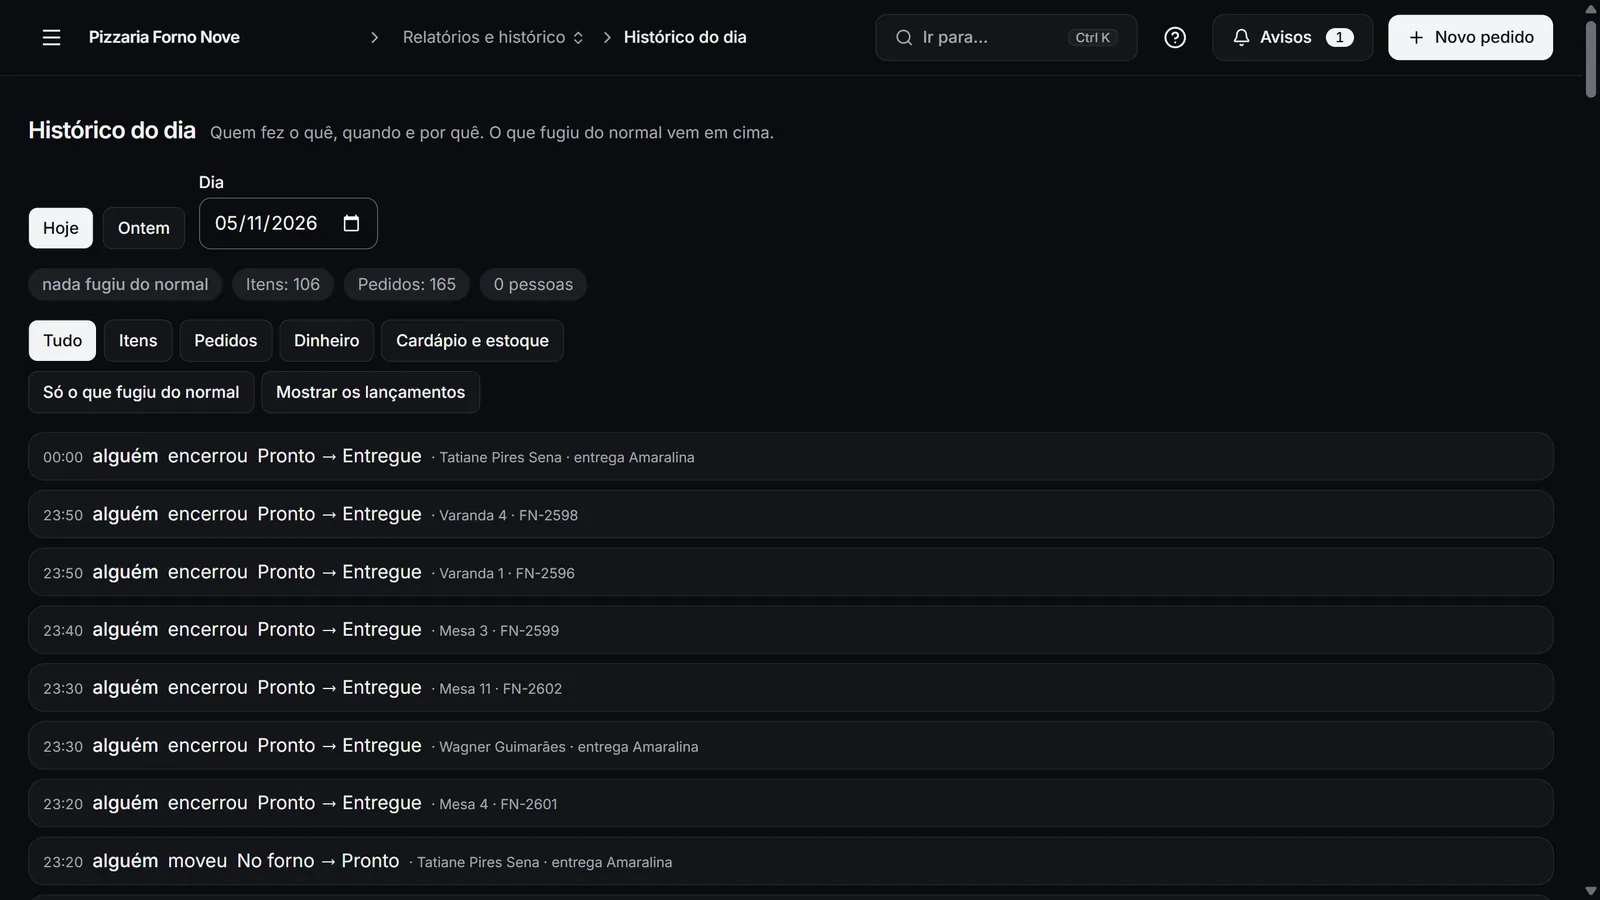 Pizzaria Forno Nove
Relatórios e histórico
Histórico do dia
Ir para...
Ctrl K
Avisos
1
Novo pedido
Histórico do dia
Quem fez o quê, quando e por quê. O que fugiu do normal vem em cima.
Dia
Hoje
Ontem
05/11/2026
nada fugiu do normal
Itens: 106
Pedidos: 165
0 pessoas
Tudo
Itens
Pedidos
Dinheiro
Cardápio e estoque
Só o que fugiu do normal
Mostrar os lançamentos
00:00 alguém encerrou Pronto → Entregue · Tatiane Pires Sena · entrega Amaralina
23:50 alguém encerrou Pronto → Entregue · Varanda 4 · FN-2598
23:50 alguém encerrou Pronto → Entregue · Varanda 1 · FN-2596
23:40 alguém encerrou Pronto → Entregue · Mesa 3 · FN-2599
23:30 alguém encerrou Pronto → Entregue · Mesa 11 · FN-2602
23:30 alguém encerrou Pronto → Entregue · Wagner Guimarães · entrega Amaralina
23:20 alguém encerrou Pronto → Entregue · Mesa 4 · FN-2601
23:20 alguém moveu No forno → Pronto · Tatiane Pires Sena · entrega Amaralina